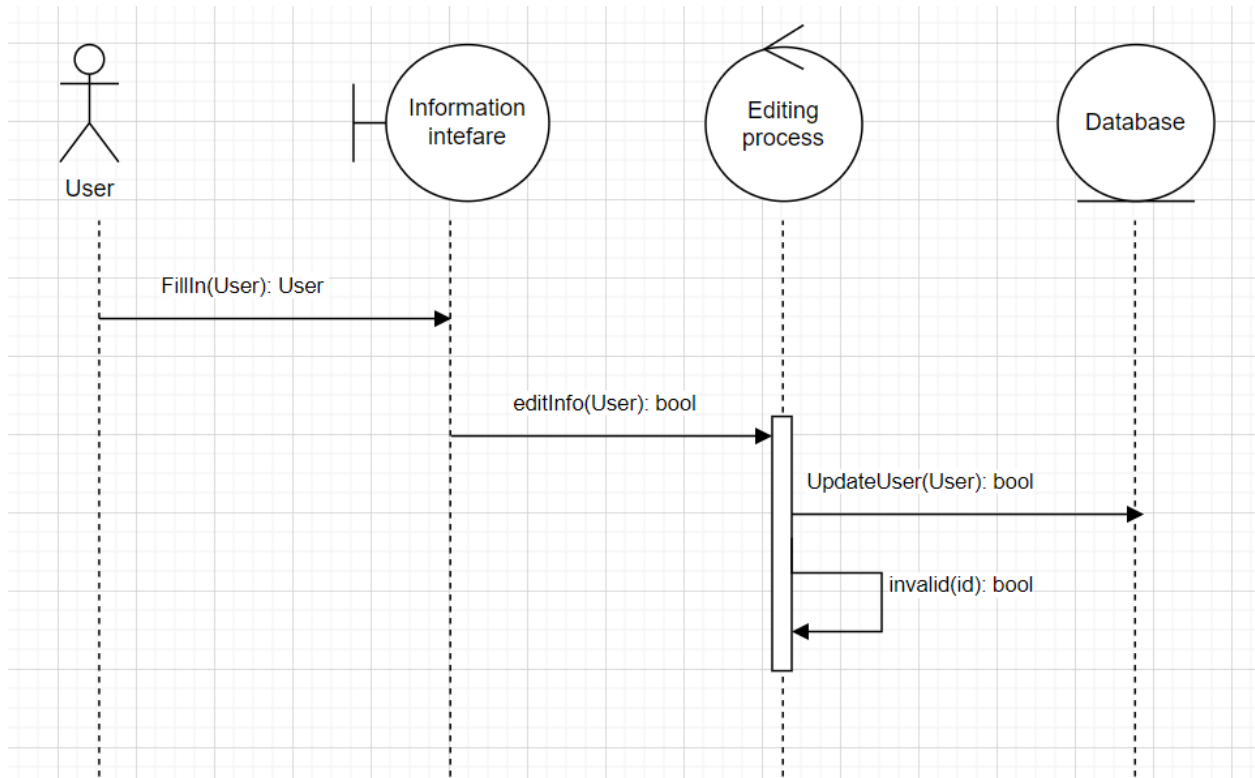 Information
intefare
Editing
process
Database
User
FillIn(User): User
editInfo(User): bool
UpdateUser(User): bool
invalid(id): bool